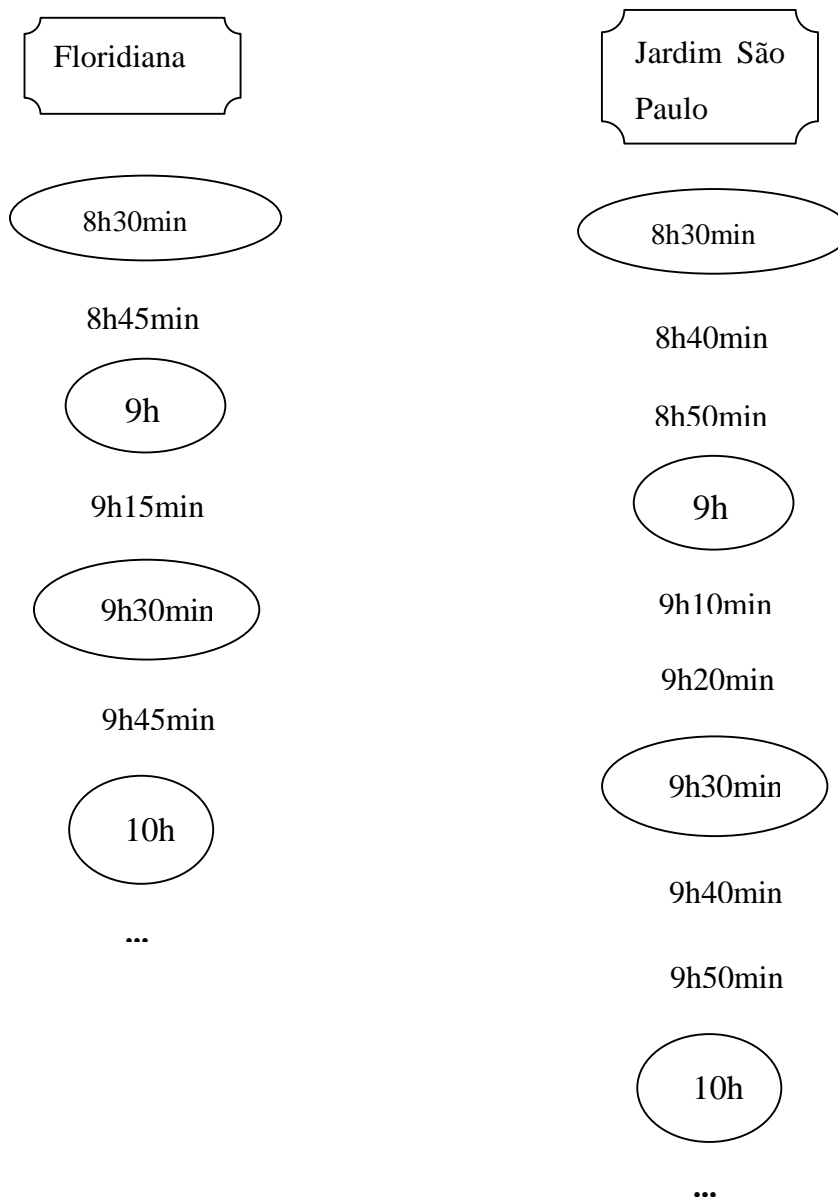 Floridiana
8h30min
8h45min
9h
9h15min
9h30min
9h45min
10h
...
Jardim São
Paulo
8h30min
8h40min
8h50min
9h
9h10min
9h20min
9h30min
9h40min
9h50min
10h
...